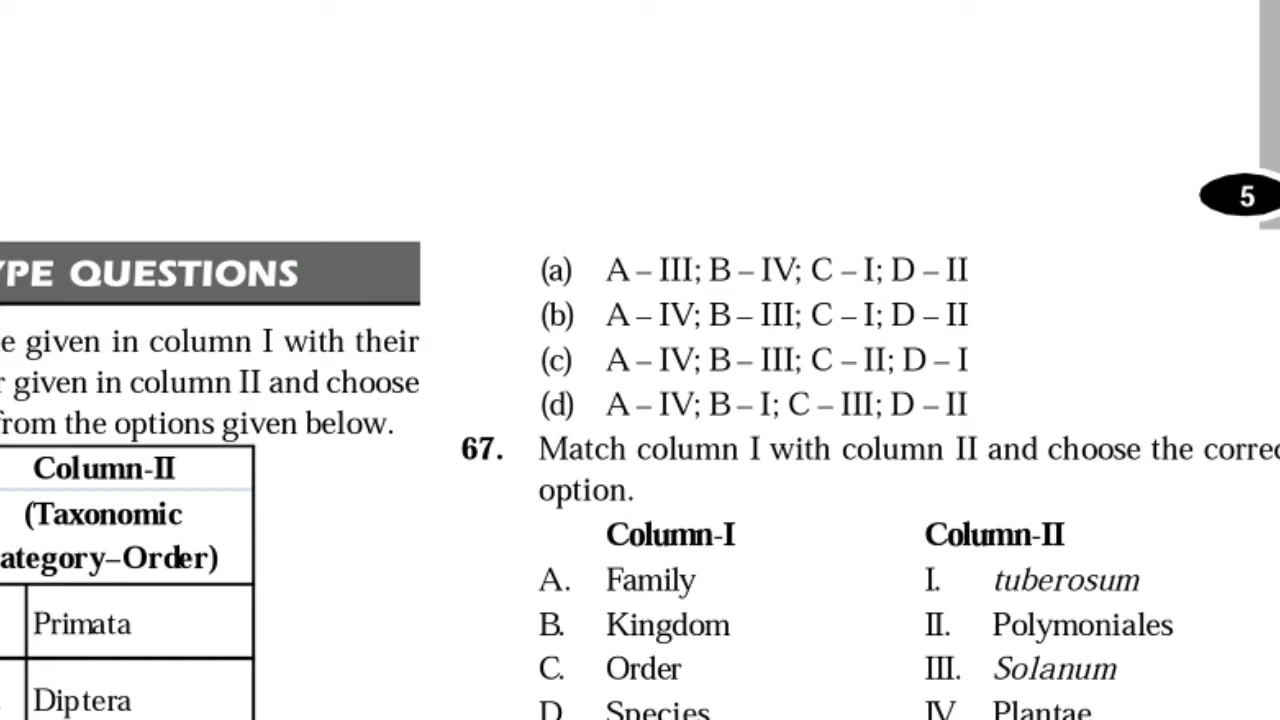 5
YPE QUESTIONS
e given in column I with their
r given in column II and choose
from the options given below.
Column-II
(Taxonomic
ategory–Order)
Primata
Diptera
(a) A – III; B – IV; C – I; D – II
(b) A – IV; B – III; C – I; D – II
(c) A – IV; B – III; C – II; D – I
(d) A – IV; B – I; C – III; D – II
67. Match column I with column II and choose the correc
option.
Column-I Column-II
A. Family I. tuberosum
B. Kingdom II. Polymoniales
C. Order III. Solanum
D. Species IV. Plantae